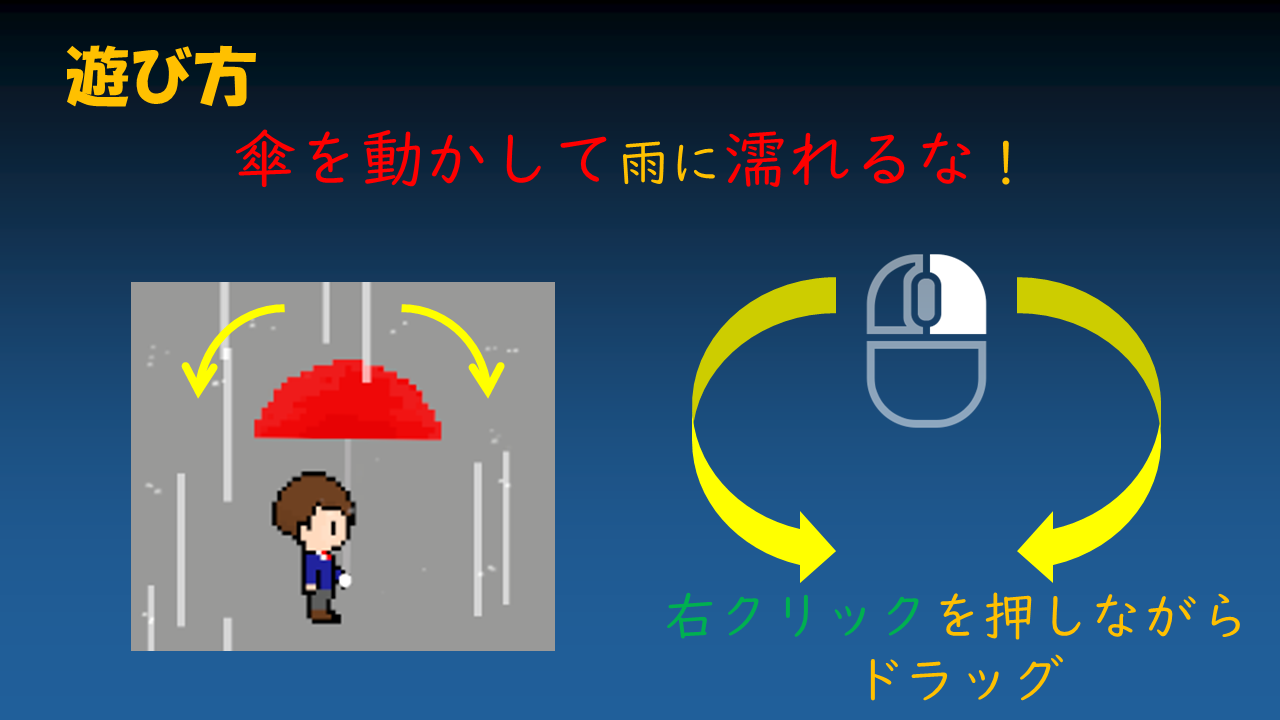 遊び方
傘を動かして雨に濡れるな！
右クリックを押しながら
ドラッグ